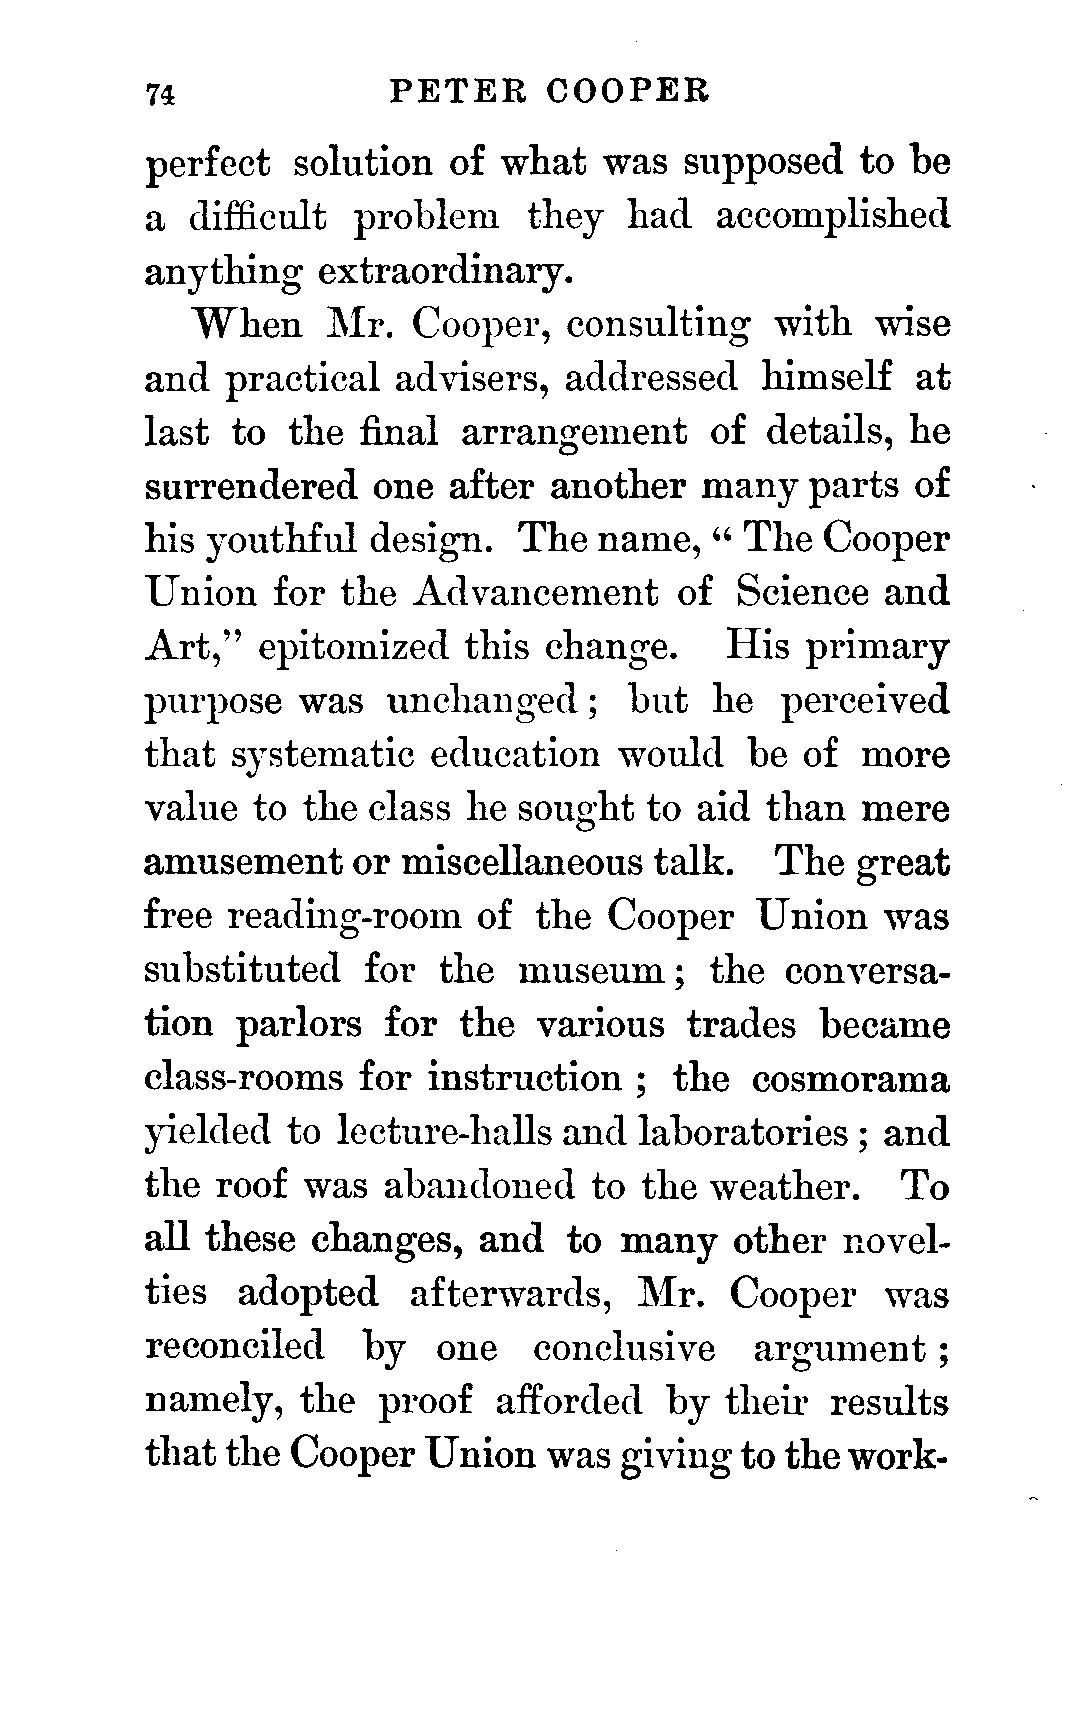 74 PETER COOPER
perfect solution of what was supposed to be
a difficult problem they had accomplished
anything extraordinary.
When Mr. Cooper, consulting with wise
and practical advisers, addressed himself at
last to the final arrangement of details, he
surrendered one after another many parts of
his youthful design. The name, “ The Cooper
Union for the Advancement of Science and
Art,” epitomized this change. His primary
purpose was unchanged ; but he perceived
that systematic education would be of more
value to the class he sought to aid than mere
amusement or miscellaneous talk. The great
free reading-room of the Cooper Union was
substituted for the museum ; the conversa-
tion parlors for the various trades became
class-rooms for instruction ; the cosmorama
yielded to lecture-halls and laboratories ; and
the roof was abandoned to the weather. To
all these changes, and to many other novel-
ties adopted afterwards, Mr. Cooper was
reconciled by one conclusive argument ;
namely, the proof afforded by their results
that the Cooper Union was giving to the work-